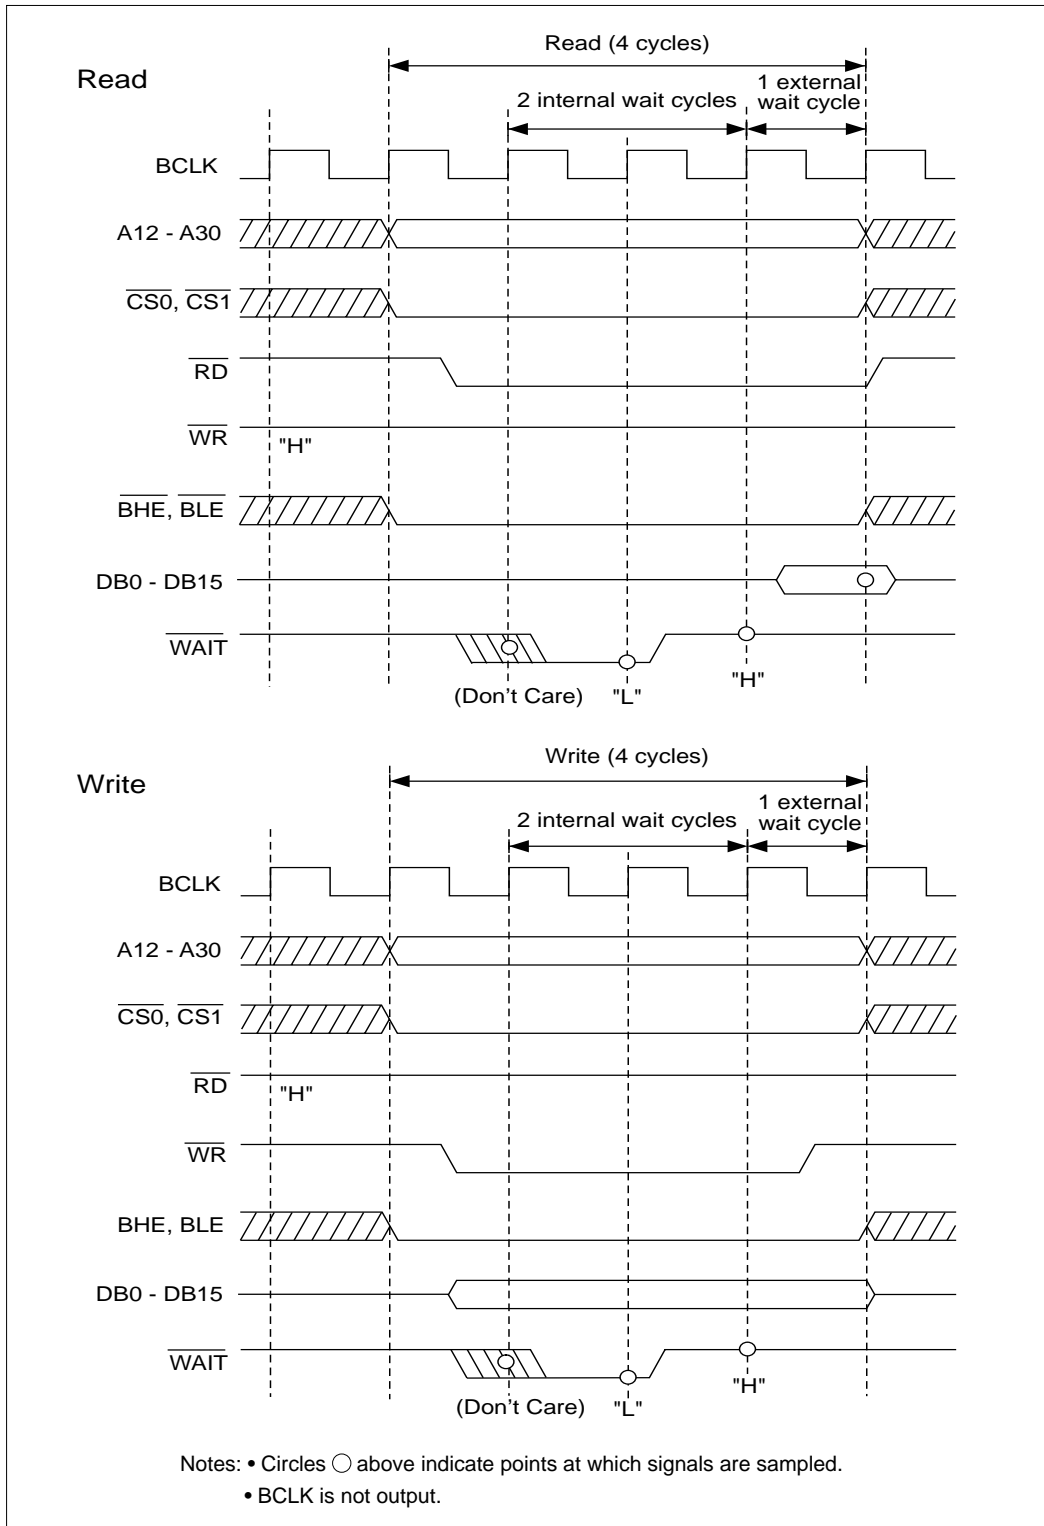 Read (4 cycles)
Read
1 external
2 internal wait cycles
wait cycle
BCLK
A12 - A30
CS0, CS1
RD
WR
"H"
BHE, BLE
DB0 - DB15
WAIT
(Don't Care) "L" "H"
Write (4 cycles)
Write
1 external
2 internal wait cycles
wait cycle
BCLK
A12 - A30
CS0, CS1
RD
"H"
WR
BHE, BLE
DB0 - DB15
WAIT
(Don't Care) "L" "H"
Notes: • Circles ○ above indicate points at which signals are sampled.
• BCLK is not output.